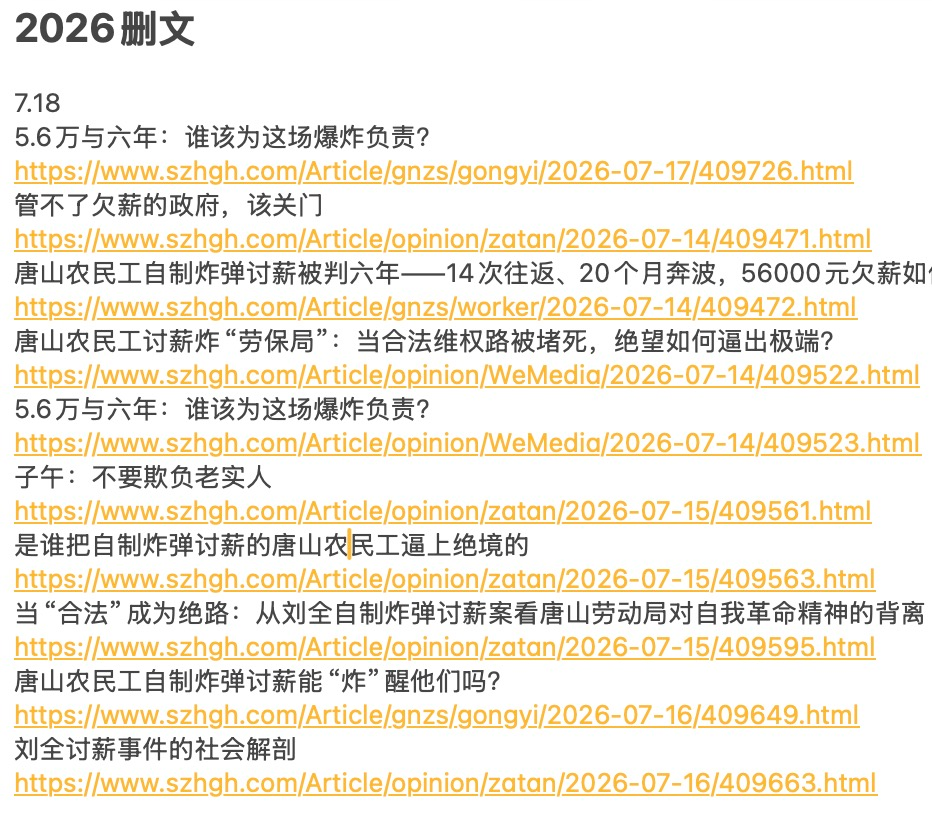 2026删文
7.18
5.6万与六年：谁该为这场爆炸负责？
https://www.szhgh.com/Article/gnzs/gongyi/2026-07-17/409726.html
管不了欠薪的政府，该关门
https://www.szhgh.com/Article/opinion/zatan/2026-07-14/409471.html
唐山农民工自制炸弹讨薪被判六年——14次往返、20个月奔波，56000元欠薪如
https://www.szhgh.com/Article/gnzs/worker/2026-07-14/409472.html
唐山农民工讨薪炸“劳保局”：当合法维权路被堵死，绝望如何逼出极端？
https://www.szhgh.com/Article/opinion/WeMedia/2026-07-14/409522.html
5.6万与六年：谁该为这场爆炸负责？
https://www.szhgh.com/Article/opinion/WeMedia/2026-07-14/409523.html
子午：不要欺负老实人
https://www.szhgh.com/Article/opinion/zatan/2026-07-15/409561.html
是谁把自制炸弹讨薪的唐山农民工逼上绝境的
https://www.szhgh.com/Article/opinion/zatan/2026-07-15/409563.html
当“合法”成为绝路：从刘全自制炸弹讨薪案看唐山劳动局对自我革命精神的背离
https://www.szhgh.com/Article/opinion/zatan/2026-07-15/409595.html
唐山农民工自制炸弹讨薪能“炸”醒他们吗？
https://www.szhgh.com/Article/gnzs/gongyi/2026-07-16/409649.html
刘全讨薪事件的社会解剖
https://www.szhgh.com/Article/opinion/zatan/2026-07-16/409663.html